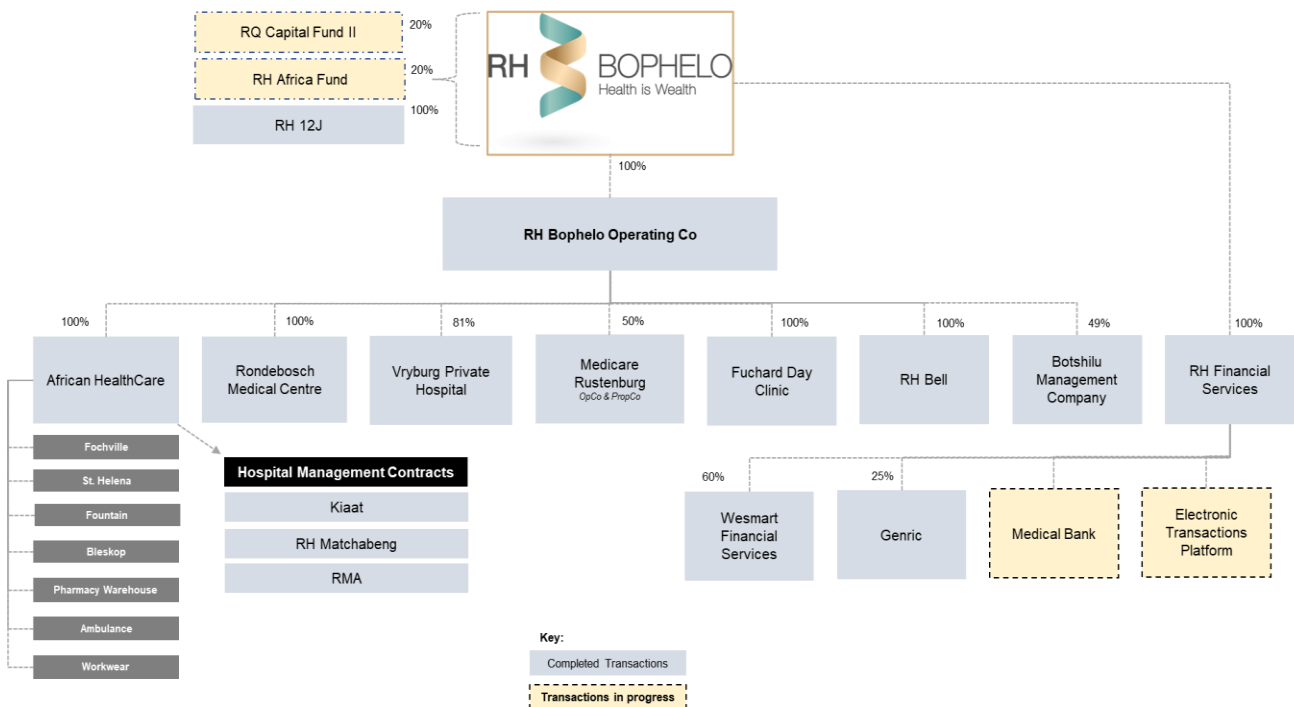 RQ Capital Fund II
20%
RH Africa Fund
20%
RH 12J
100%
RH BOPHELO
Health is Wealth
100%
RH Bophelo Operating Co
100%
100%
81%
50%
100%
100%
49%
100%
African HealthCare
Rondebosch
Medical Centre
Vryburg Private
Hospital
Medicare
Rustenburg
OpCo & PropCo
Fuchard Day
Clinic
RH Bell
Botshilu
Management
Company
RH Financial
Services
Fochville
St. Helena
Fountain
Bleskop
Pharmacy Warehouse
Ambulance
Workwear
Hospital Management Contracts
Kiaat
RH Matchabeng
RMA
60%
25%
Wesmart
Financial
Services
Genric
Medical Bank
Electronic
Transactions
Platform
Key:
Completed Transactions
Transactions in progress